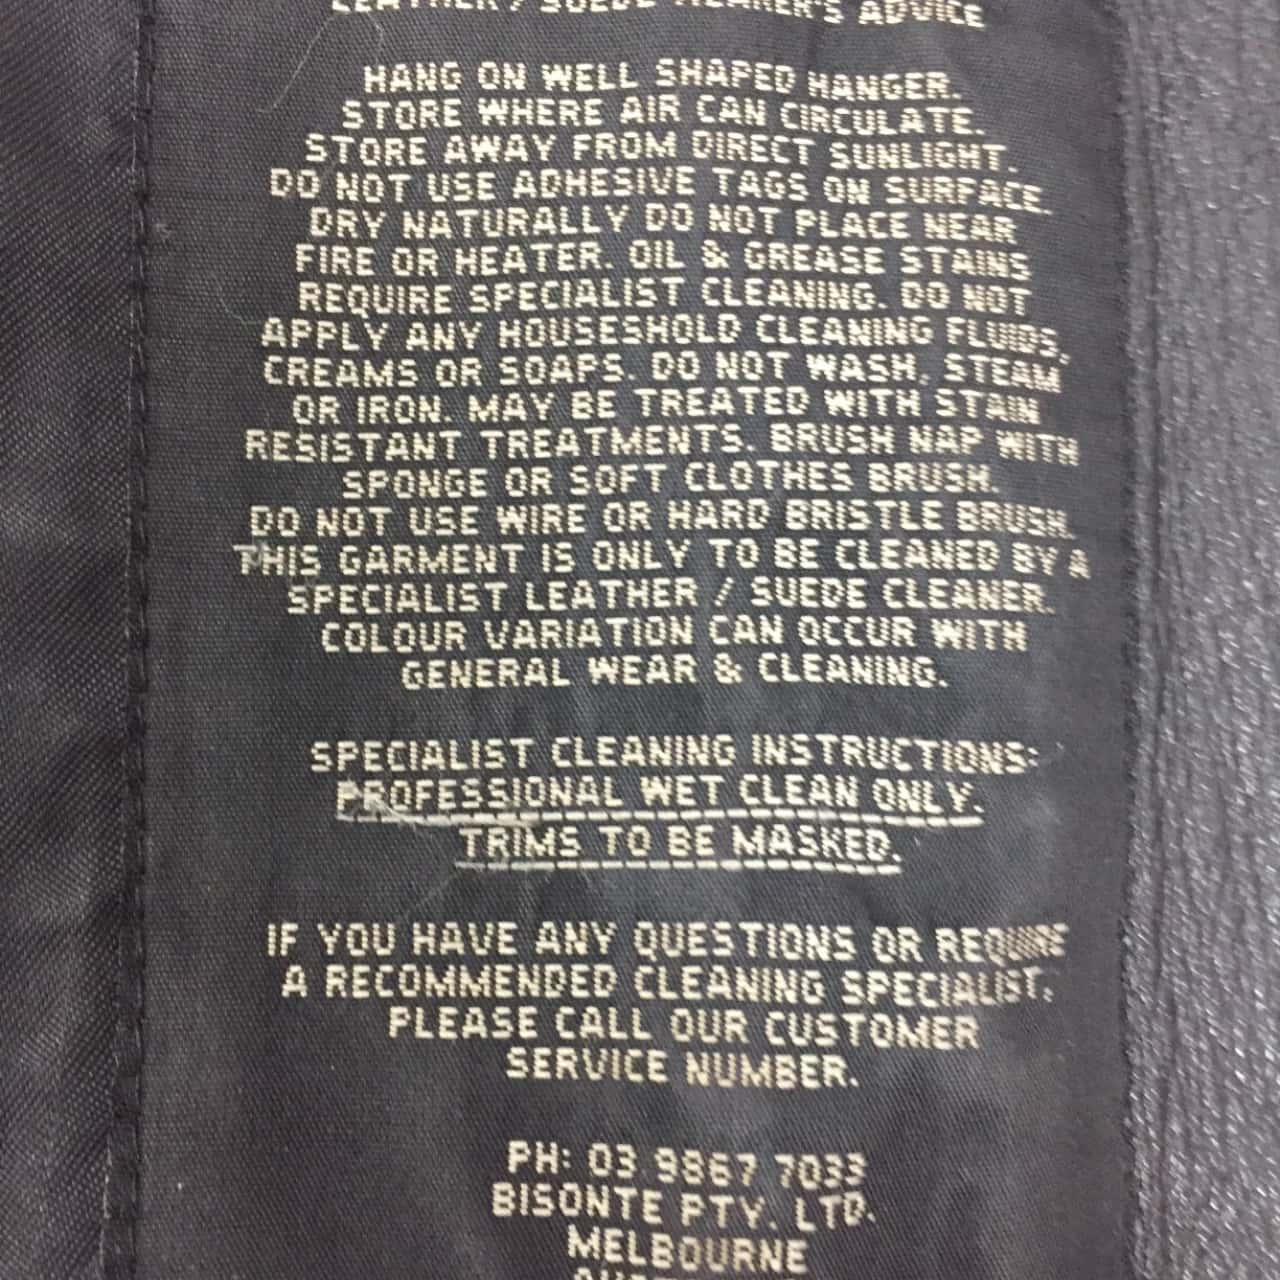 LEATHER / SUEDE WEARER'S ADVICE
HANG ON WELL SHAPED HANGER.
STORE WHERE AIR CAN CIRCULATE.
STORE AWAY FROM DIRECT SUNLIGHT.
DO NOT USE ADHESIVE TAGS ON SURFACE.
DRY NATURALLY DO NOT PLACE NEAR
FIRE OR HEATER. OIL & GREASE STAINS
REQUIRE SPECIALIST CLEANING. DO NOT
APPLY ANY HOUSESHOLD CLEANING FLUIDS,
CREAMS OR SOAPS. DO NOT WASH, STEAM
OR IRON. MAY BE TREATED WITH STAIN
RESISTANT TREATMENTS. BRUSH NAP WITH
SPONGE OR SOFT CLOTHES BRUSH.
DO NOT USE WIRE OR HARD BRISTLE BRUSH.
THIS GARMENT IS ONLY TO BE CLEANED BY A
SPECIALIST LEATHER / SUEDE CLEANER.
COLOUR VARIATION CAN OCCUR WITH
GENERAL WEAR & CLEANING.
SPECIALIST CLEANING INSTRUCTIONS:
PROFESSIONAL WET CLEAN ONLY.
TRIMS TO BE MASKED.
IF YOU HAVE ANY QUESTIONS OR REQUIRE
A RECOMMENDED CLEANING SPECIALIST,
PLEASE CALL OUR CUSTOMER
SERVICE NUMBER.
PH: 03 9867 7033
BISONTE PTY. LTD.
MELBOURNE